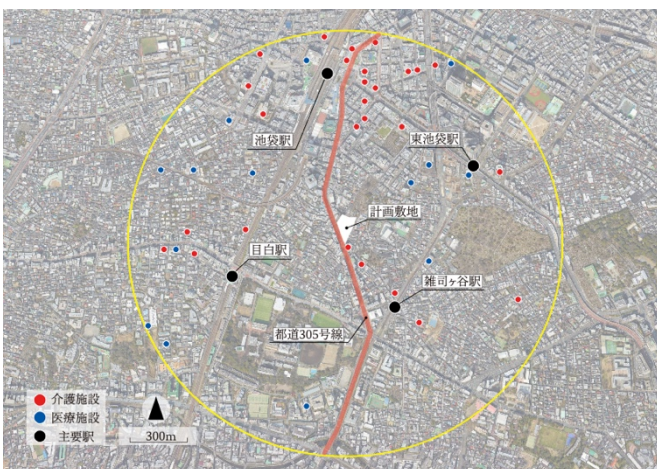 池袋駅
東池袋駅
計画敷地
目白駅
雑司ヶ谷駅
都道305号線
介護施設
医療施設
主要駅
300m